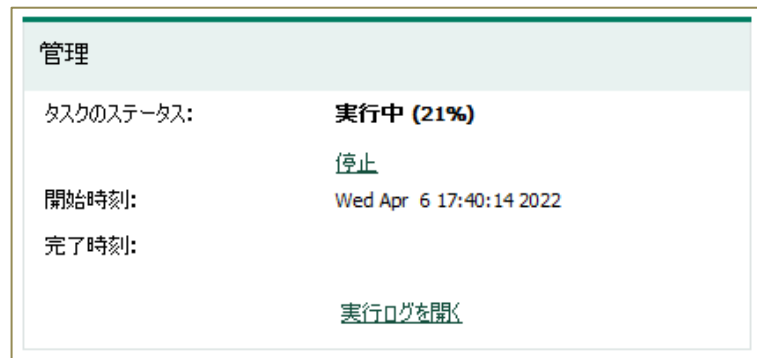 管理
タスクのステータス: 実行中 (21%)
停止
開始時刻: Wed Apr 6 17:40:14 2022
完了時刻:
実行ログを開く